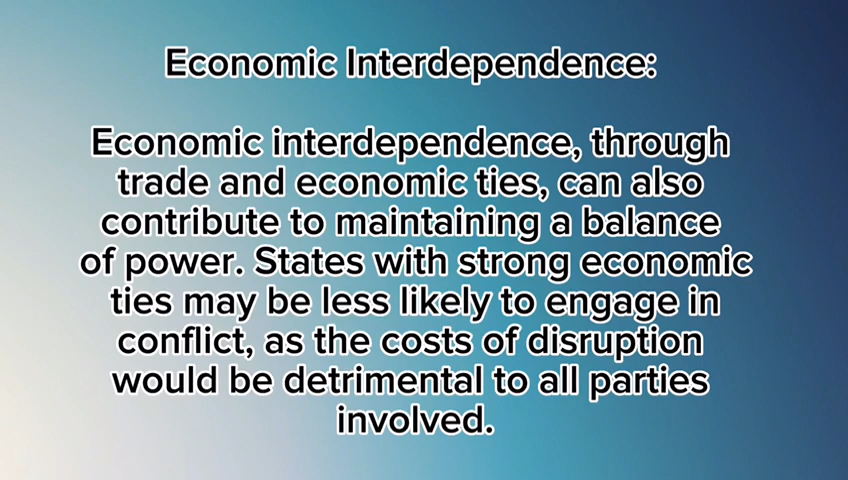 Economic Interdependence:
Economic interdependence, through
trade and economic ties, can also
contribute to maintaining a balance
of power. States with strong economic
ties may be less likely to engage in
conflict, as the costs of disruption
would be detrimental to all parties
involved.